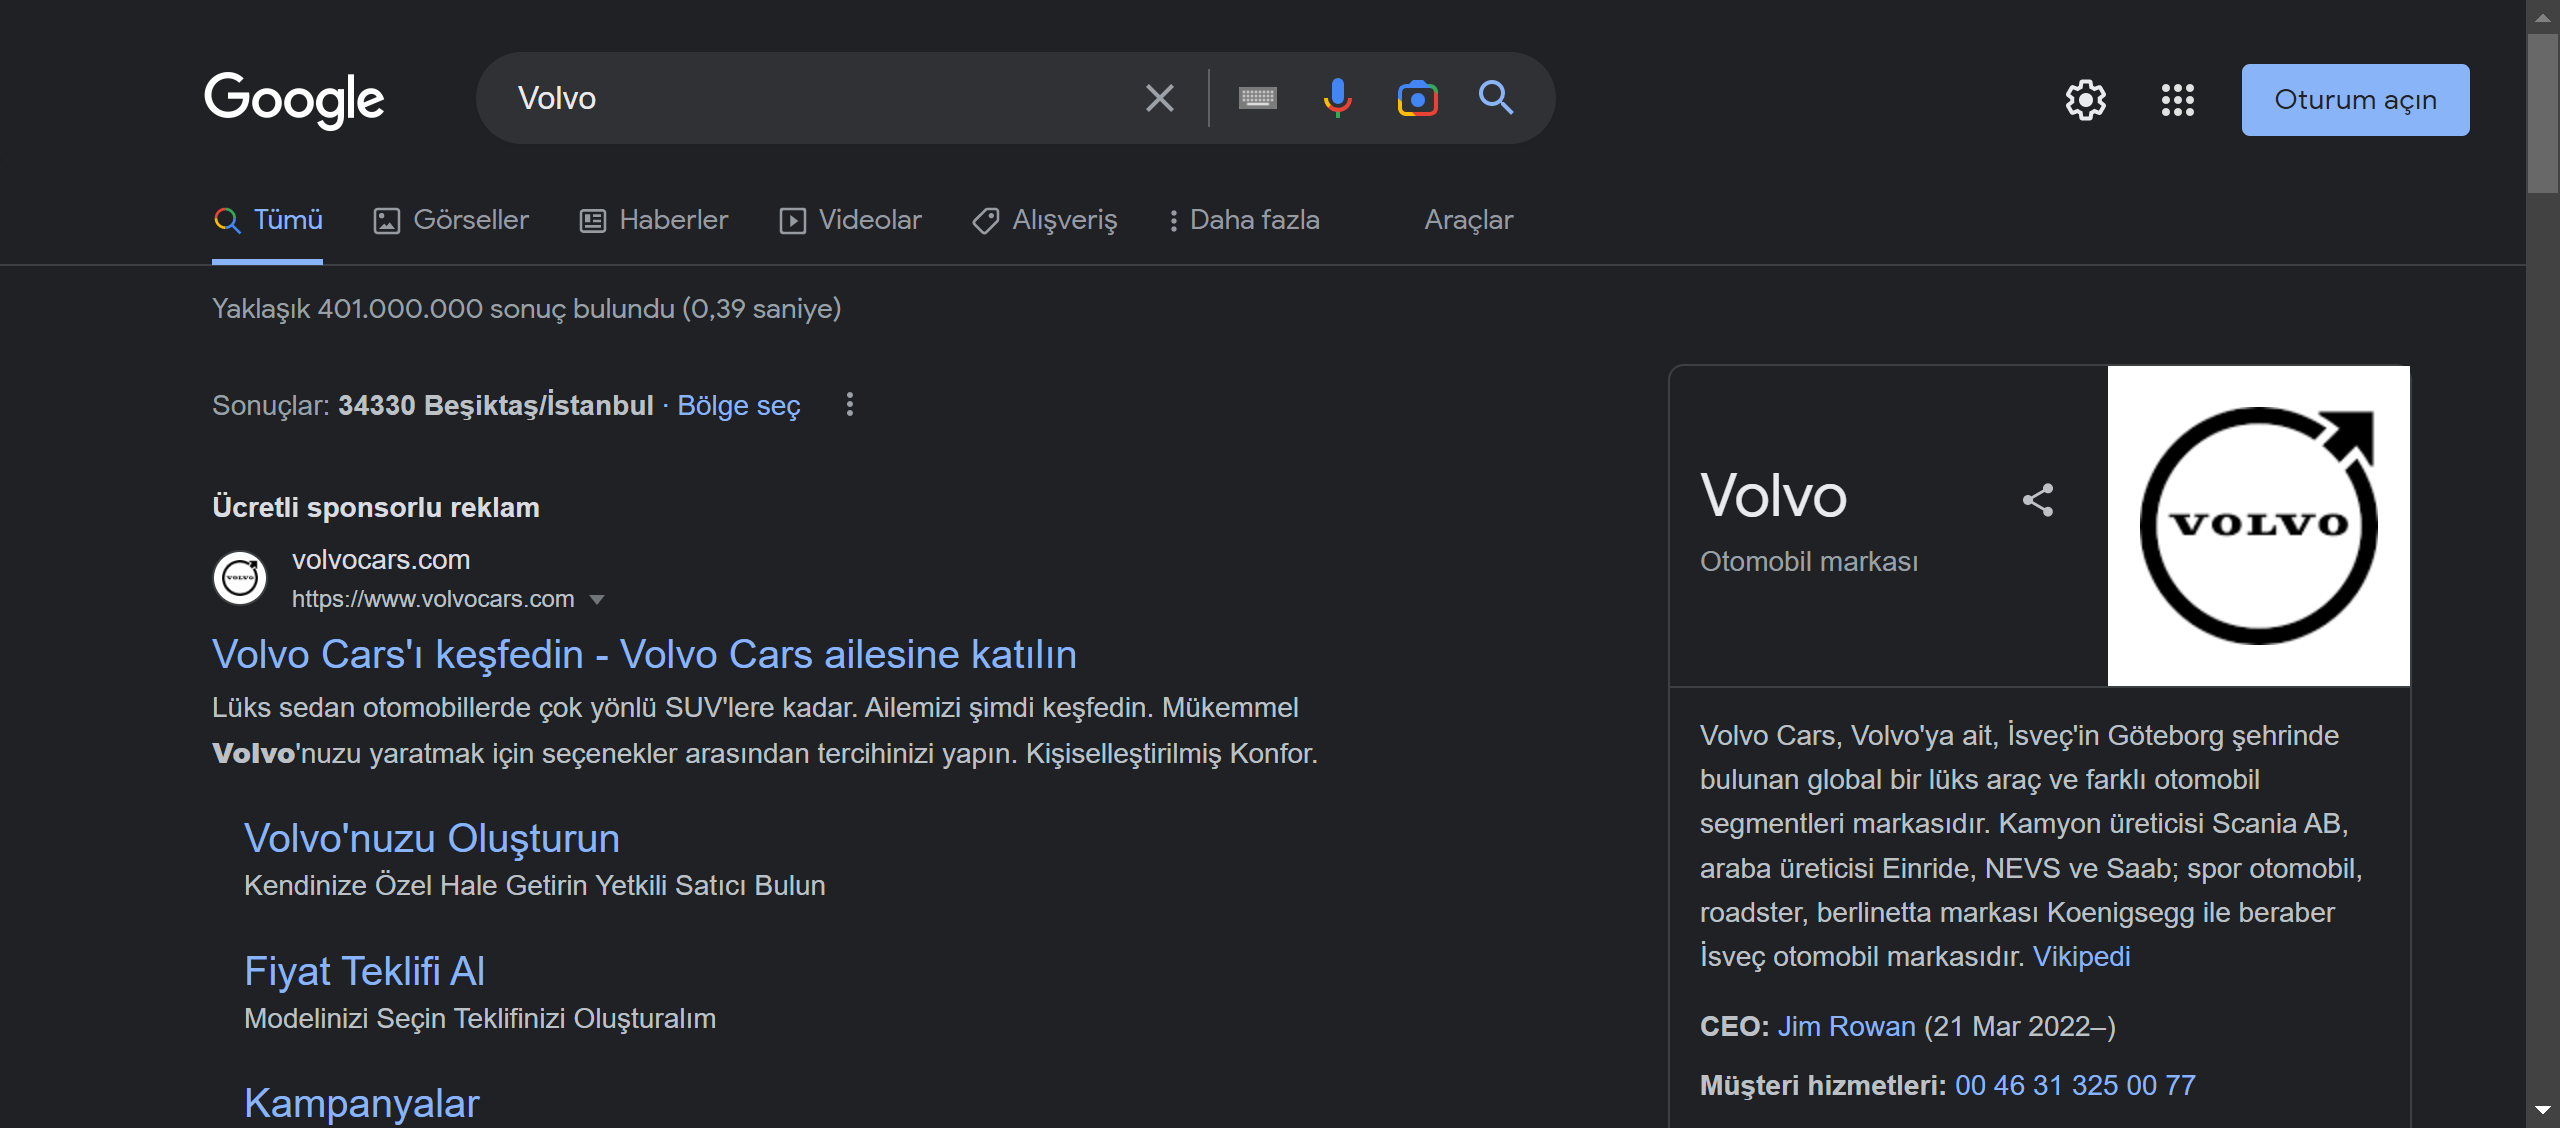 Google
Volvo
Oturum açın
Tümü
Görseller
Haberler
Videolar
Alışveriş
Daha fazla
Araçlar
Yaklaşık 401.000.000 sonuç bulundu (0,39 saniye)
Sonuçlar: 34330 Beşiktaş/İstanbul · Bölge seç
Ücretli sponsorlu reklam
VOLVO
volvocars.com
https://www.volvocars.com
Volvo Cars'ı keşfedin - Volvo Cars ailesine katılın
Lüks sedan otomobillerde çok yönlü SUV'lere kadar. Ailemizi şimdi keşfedin. Mükemmel
Volvo'nuzu yaratmak için seçenekler arasından tercihinizi yapın. Kişiselleştirilmiş Konfor.
Volvo'nuzu Oluşturun
Kendinize Özel Hale Getirin Yetkili Satıcı Bulun
Fiyat Teklifi Al
Modelinizi Seçin Teklifinizi Oluşturalım
Kampanyalar
Volvo
Otomobil markası
VOLVO
Volvo Cars, Volvo'ya ait, İsveç'in Göteborg şehrinde
bulunan global bir lüks araç ve farklı otomobil
segmentleri markasıdır. Kamyon üreticisi Scania AB,
araba üreticisi Einride, NEVS ve Saab; spor otomobil,
roadster, berlinetta markası Koenigsegg ile beraber
İsveç otomobil markasıdır. Vikipedi
CEO: Jim Rowan (21 Mar 2022–)
Müşteri hizmetleri: 00 46 31 325 00 77